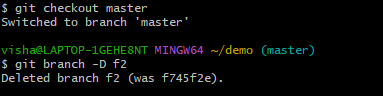 $ git checkout master
Switched to branch 'master'
visha@LAPTOP-1GEHE8NT MINGW64 ~/demo (master)
$ git branch -D f2
Deleted branch f2 (was f745f2e).